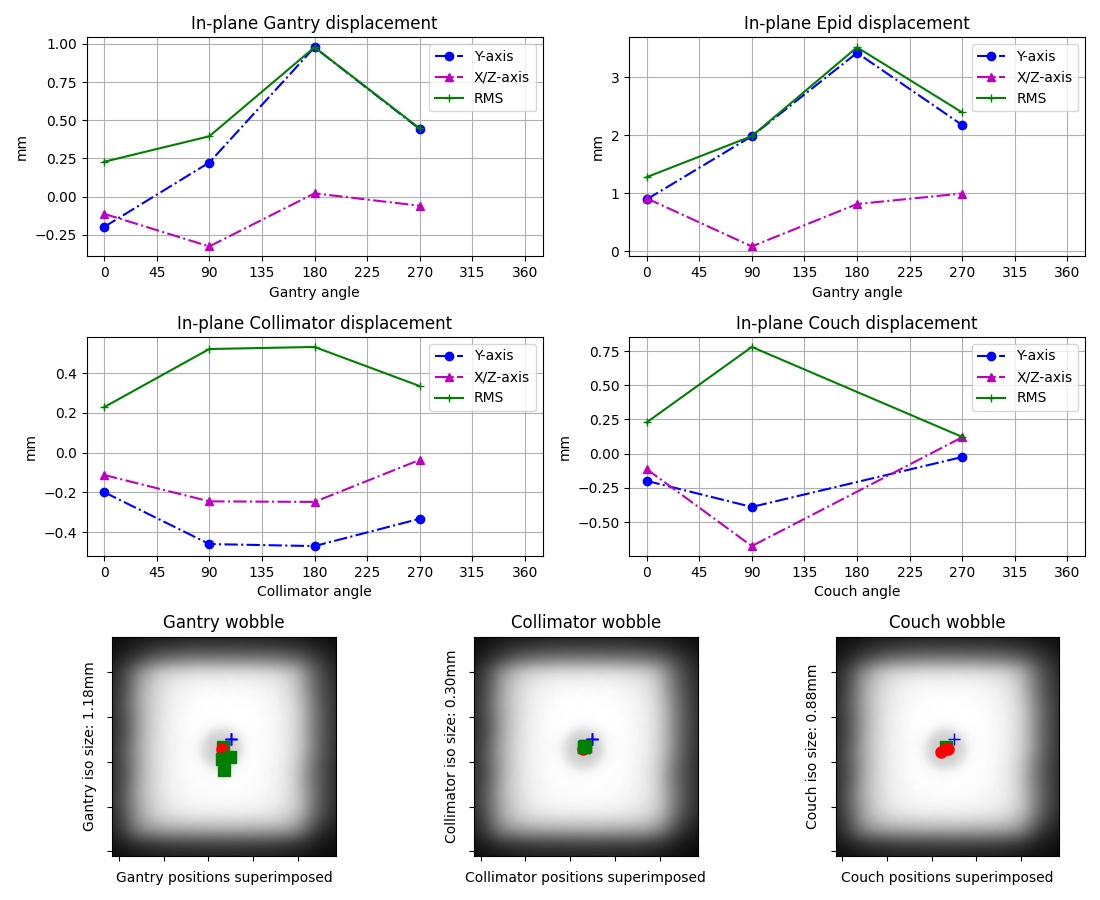 In-plane Gantry displacement
1.00
0.75
0.50
0.25
0.00
−0.25
mm
Y-axis
X/Z-axis
RMS
0 45 90 135 180 225 270 315 360
Gantry angle
In-plane Epid displacement
3
2
1
0
mm
Y-axis
X/Z-axis
RMS
0 45 90 135 180 225 270 315 360
Gantry angle
In-plane Collimator displacement
0.4
0.2
0.0
−0.2
−0.4
mm
Y-axis
X/Z-axis
RMS
0 45 90 135 180 225 270 315 360
Collimator angle
In-plane Couch displacement
0.75
0.50
0.25
0.00
−0.25
−0.50
mm
Y-axis
X/Z-axis
RMS
0 45 90 135 180 225 270 315 360
Couch angle
Gantry wobble
Gantry iso size: 1.18mm
Gantry positions superimposed
Collimator wobble
Collimator iso size: 0.30mm
Collimator positions superimposed
Couch wobble
Couch iso size: 0.88mm
Couch positions superimposed